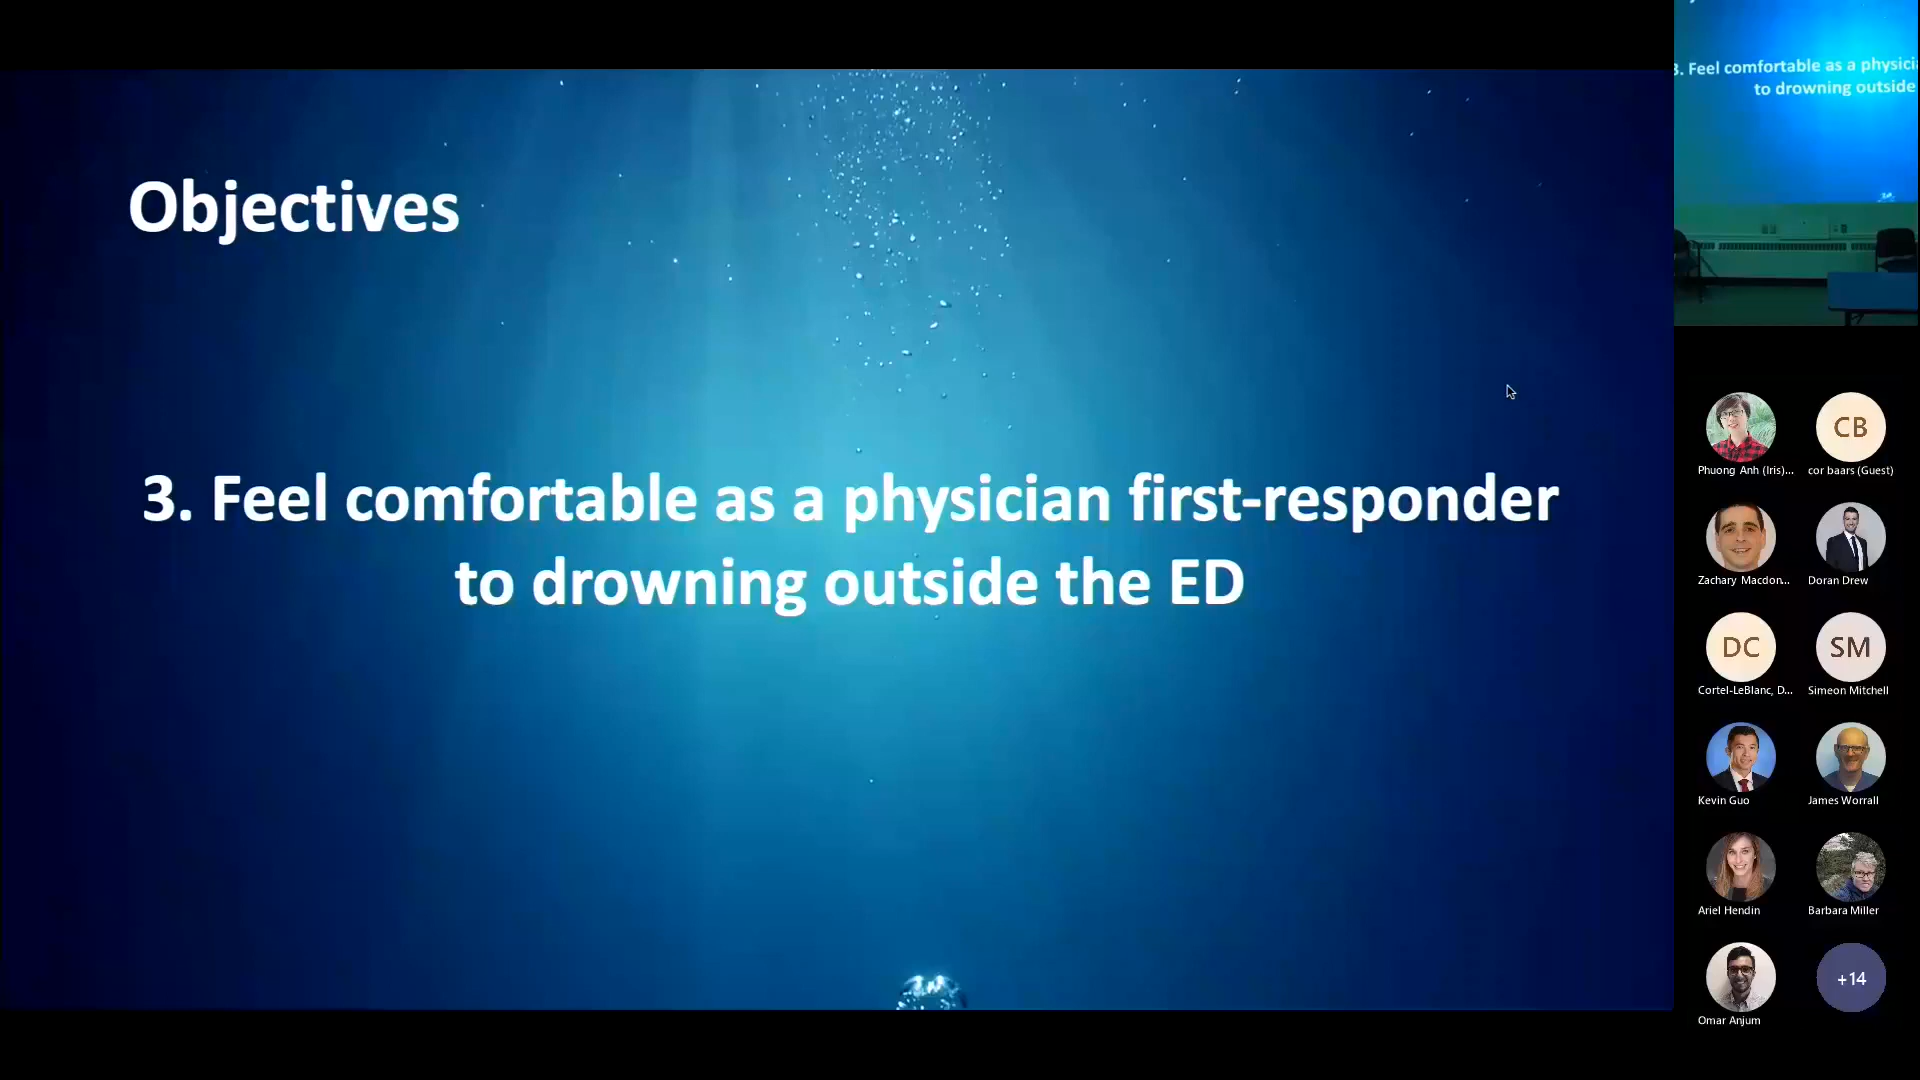 Objectives
3. Feel comfortable as a physician first-responder
to drowning outside the ED
3. Feel comfortable as a physici
to drowning outside
Phuong Anh (Iris)...
CB
cor baars (Guest)
Zachary Macdon...
Doran Drew
DC
Cortel-LeBlanc, D...
SM
Simeon Mitchell
Kevin Guo
James Worrall
Ariel Hendin
Barbara Miller
Omar Anjum
+14